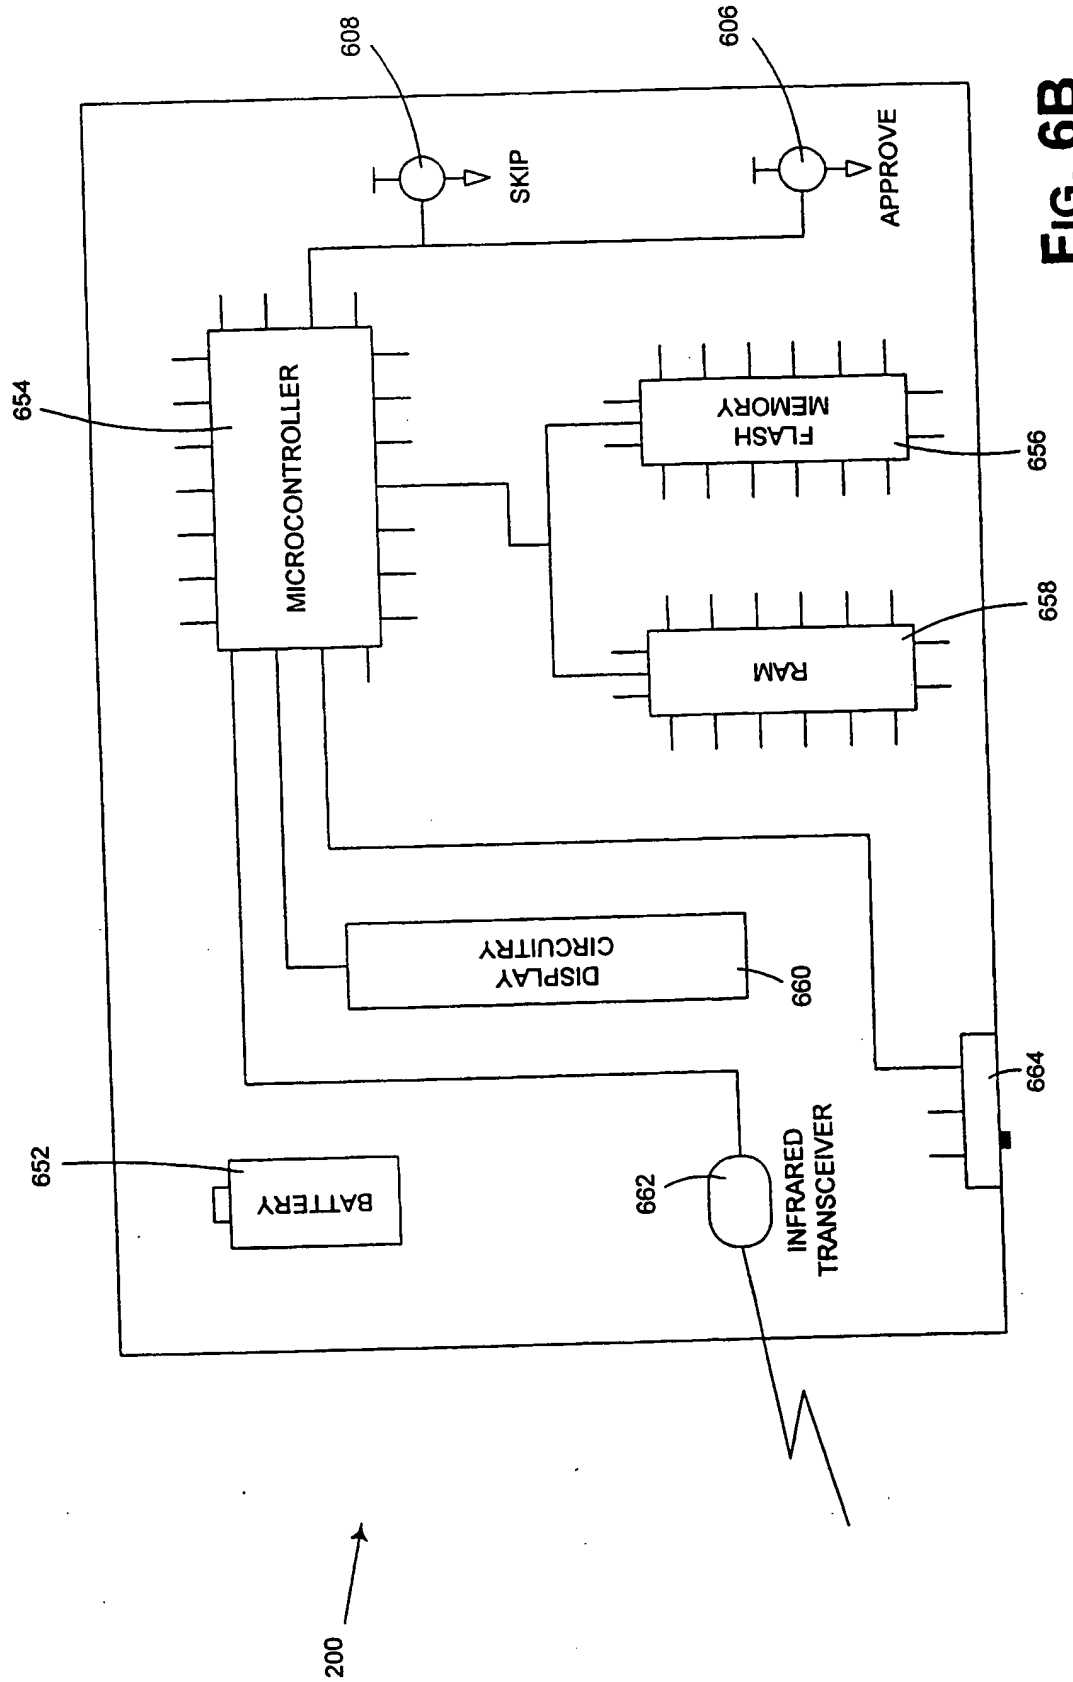 200
652
BATTERY
654
MICROCONTROLLER
608
SKIP
606
APPROVE
DISPLAY
CIRCUITRY
660
662
INFRARED
TRANSCEIVER
RAM
658
FLASH
MEMORY
656
664
FIG. 6B